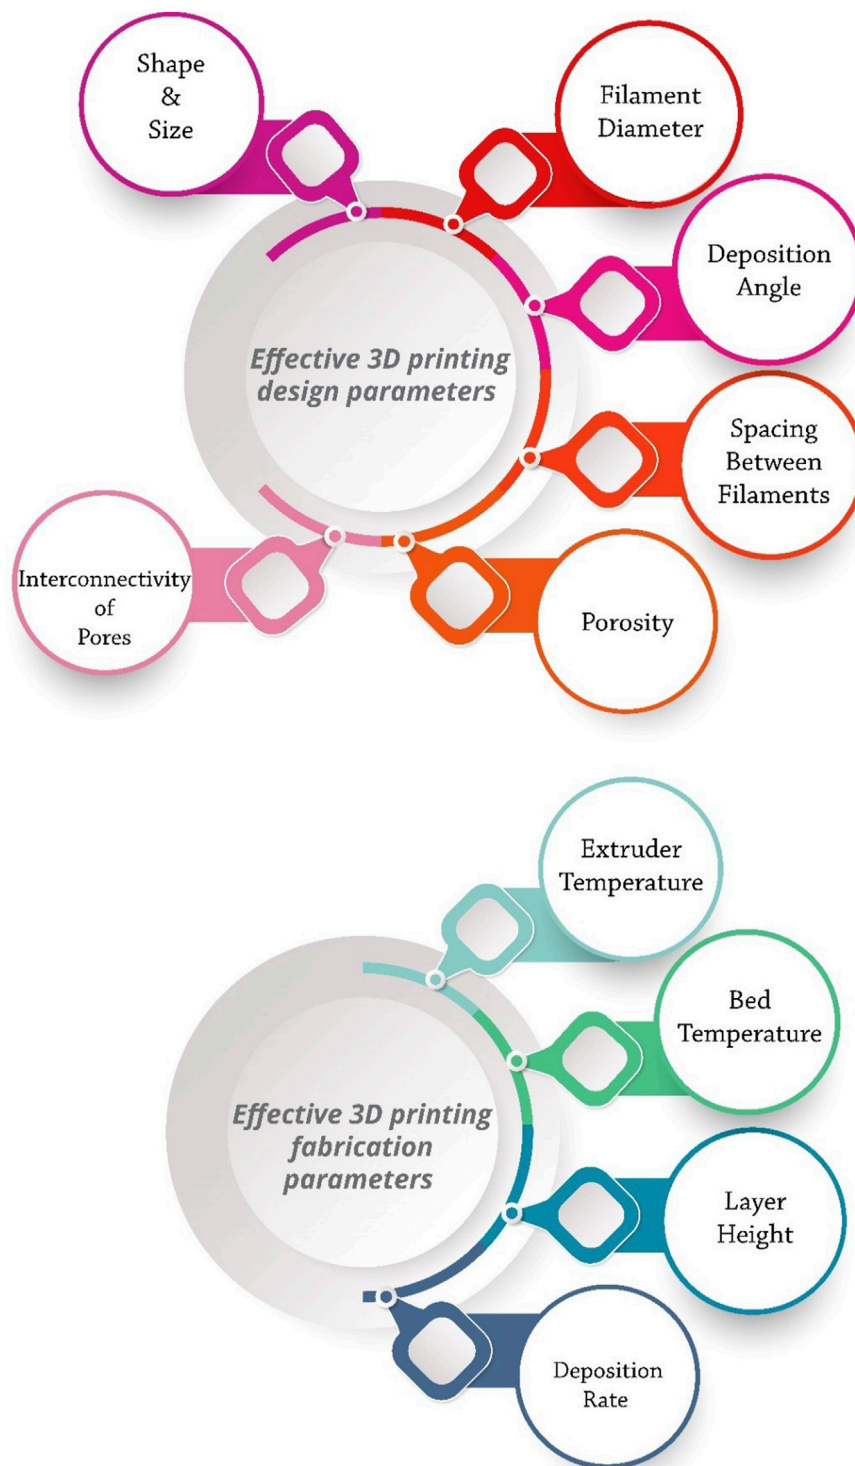 Shape
&
Size
Filament
Diameter
Deposition
Angle
Effective 3D printing
design parameters
Spacing
Between
Filaments
Interconnectivity
of
Pores
Porosity
Extruder
Temperature
Bed
Temperature
Effective 3D printing
fabrication
parameters
Layer
Height
Deposition
Rate